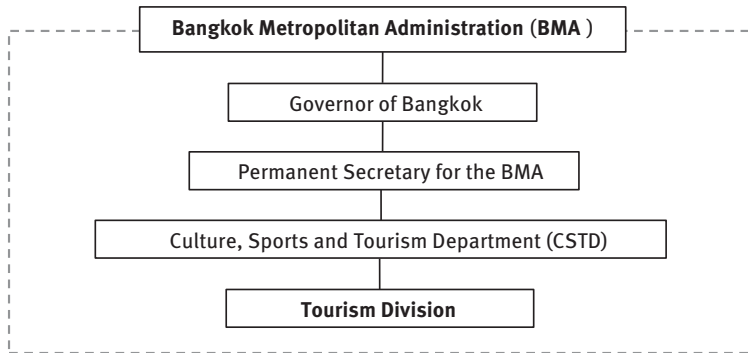 Bangkok Metropolitan Administration (BMA )
Governor of Bangkok
Permanent Secretary for the BMA
Culture, Sports and Tourism Department (CSTD)
Tourism Division